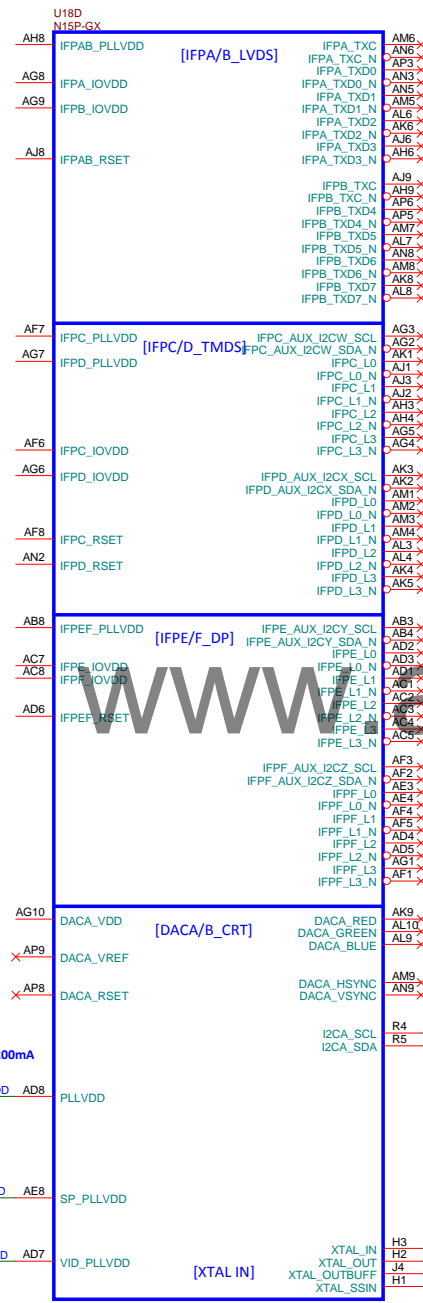 U18D
N15P-GX
[IFPA/B_LVDS]
AH8 IFPAB_PLLVDD
AG8 IFPA_IOVDD
AG9 IFPB_IOVDD
AJ8 IFPAB_RSET
IFPA_TXC AM6
IFPA_TXC_N AN6
IFPA_TXD0 AP3
IFPA_TXD0_N AN3
IFPA_TXD1 AN5
IFPA_TXD1_N AM5
IFPA_TXD2 AL6
IFPA_TXD2_N AK6
IFPA_TXD3 AJ6
IFPA_TXD3_N AH6
IFPB_TXC AJ9
IFPB_TXC_N AH9
IFPB_TXD4 AP6
IFPB_TXD4_N AP5
IFPB_TXD5 AM7
IFPB_TXD5_N AL7
IFPB_TXD6 AN8
IFPB_TXD6_N AM8
IFPB_TXD7 AK8
IFPB_TXD7_N AL8
[IFPC/D_TMDS]
AF7 IFPC_PLLVDD
AG7 IFPD_PLLVDD
AF6 IFPC_IOVDD
AG6 IFPD_IOVDD
AF8 IFPC_RSET
AN2 IFPD_RSET
IFPC_AUX_I2CW_SCL AG3
IFPC_AUX_I2CW_SDA_N AG2
IFPC_L0 AK1
IFPC_L0_N AJ1
IFPC_L1 AJ3
IFPC_L1_N AJ2
IFPC_L2 AH3
IFPC_L2_N AH4
IFPC_L3 AG5
IFPC_L3_N AG4
IFPD_AUX_I2CX_SCL AK3
IFPD_AUX_I2CX_SDA_N AK2
IFPD_L0 AM1
IFPD_L0_N AM2
IFPD_L1 AM3
IFPD_L1_N AM4
IFPD_L2 AL3
IFPD_L2_N AL4
IFPD_L3 AK4
IFPD_L3_N AK5
[IFPE/F_DP]
AB8 IFPEF_PLLVDD
AC7 IFPE_IOVDD
AC8 IFPF_IOVDD
AD6 IFPEF_RSET
IFPE_AUX_I2CY_SCL AB3
IFPE_AUX_I2CY_SDA_N AB4
IFPE_L0 AD2
IFPE_L0_N AD3
IFPE_L1 AD1
IFPE_L1_N AC1
IFPE_L2 AC2
IFPE_L2_N AC3
IFPE_L3 AC4
IFPE_L3_N AC5
www.
IFPF_AUX_I2CZ_SCL AF3
IFPF_AUX_I2CZ_SDA_N AF2
IFPF_L0 AE3
IFPF_L0_N AE4
IFPF_L1 AF4
IFPF_L1_N AF5
IFPF_L2 AD4
IFPF_L2_N AD5
IFPF_L3 AG1
IFPF_L3_N AF1
[DACA/B_CRT]
AG10 DACA_VDD
AP9 DACA_VREF
AP8 DACA_RSET
DACA_RED AK9
DACA_GREEN AL10
DACA_BLUE AL9
DACA_HSYNC AM9
DACA_VSYNC AN9
I2CA_SCL R4
I2CA_SDA R5
00mA
D AD8 PLLVDD
D AE8 SP_PLLVDD
D AD7 VID_PLLVDD
[XTAL IN]
XTAL_IN H3
XTAL_OUT H2
XTAL_OUTBUFF J4
XTAL_SSIN H1